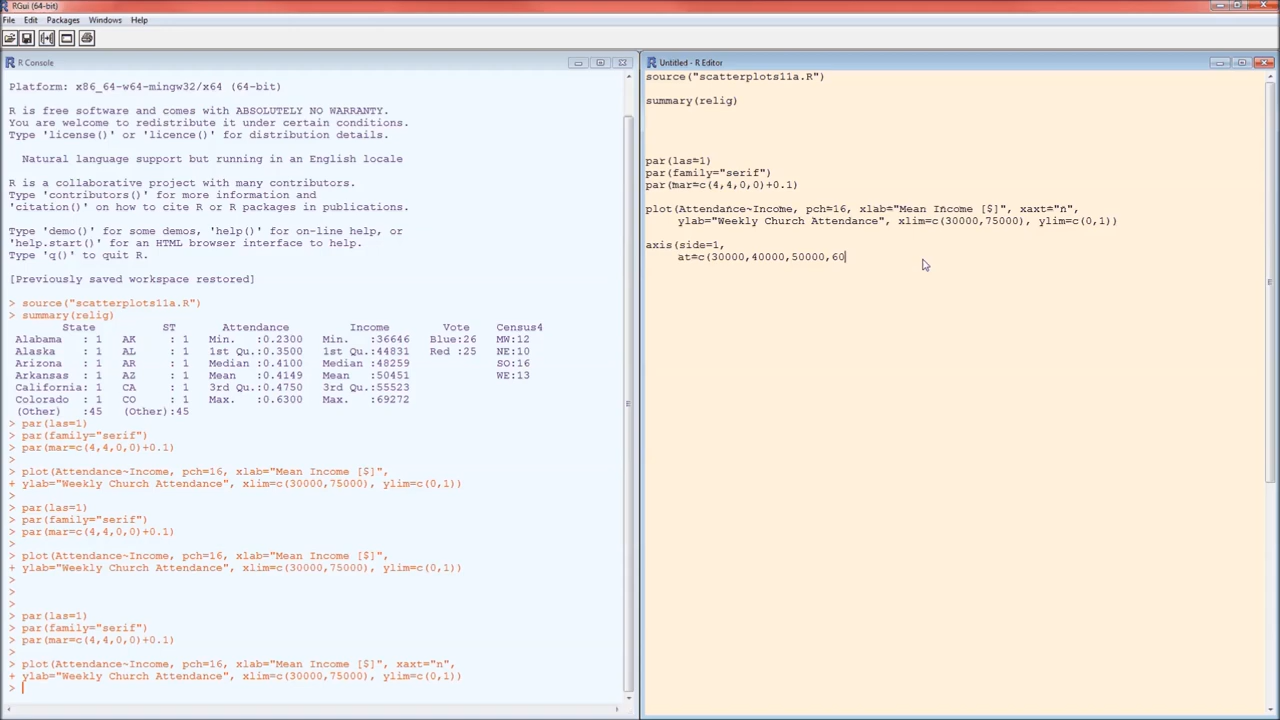 RGui (64-bit)
File Edit Packages Windows Help
R Console
Platform: x86_64-w64-mingw32/x64 (64-bit)
R is free software and comes with ABSOLUTELY NO WARRANTY.
You are welcome to redistribute it under certain conditions.
Type 'license()' or 'licence()' for distribution details.
Natural language support but running in an English locale
R is a collaborative project with many contributors.
Type 'contributors()' for more information and
'citation()' on how to cite R or R packages in publications.
Type 'demo()' for some demos, 'help()' for on-line help, or
'help.start()' for an HTML browser interface to help.
Type 'q()' to quit R.
[Previously saved workspace restored]
> source("scatterplots11a.R")
> summary(relig)
State ST Attendance Income Vote Census4
Alabama : 1 AK : 1 Min. :0.2300 Min. :36646 Blue:26 MW:12
Alaska : 1 AL : 1 1st Qu.:0.3500 1st Qu.:44831 Red :25 NE:10
Arizona : 1 AR : 1 Median :0.4100 Median :48259 SO:16
Arkansas : 1 AZ : 1 Mean :0.4149 Mean :50451 WE:13
California: 1 CA : 1 3rd Qu.:0.4750 3rd Qu.:55523
Colorado : 1 CO : 1 Max. :0.6300 Max. :69272
(Other) :45 (Other):45
> par(las=1)
> par(family="serif")
> par(mar=c(4,4,0,0)+0.1)
>
> plot(Attendance~Income, pch=16, xlab="Mean Income [$]",
+ ylab="Weekly Church Attendance", xlim=c(30000,75000), ylim=c(0,1))
>
> par(las=1)
> par(family="serif")
> par(mar=c(4,4,0,0)+0.1)
>
> plot(Attendance~Income, pch=16, xlab="Mean Income [$]",
+ ylab="Weekly Church Attendance", xlim=c(30000,75000), ylim=c(0,1))
>
>
>
> par(las=1)
> par(family="serif")
> par(mar=c(4,4,0,0)+0.1)
>
> plot(Attendance~Income, pch=16, xlab="Mean Income [$]", xaxt="n",
+ ylab="Weekly Church Attendance", xlim=c(30000,75000), ylim=c(0,1))
>
Untitled - R Editor
source("scatterplots11a.R")
summary(relig)
par(las=1)
par(family="serif")
par(mar=c(4,4,0,0)+0.1)
plot(Attendance~Income, pch=16, xlab="Mean Income [$]", xaxt="n",
ylab="Weekly Church Attendance", xlim=c(30000,75000), ylim=c(0,1))
axis(side=1,
at=c(30000,40000,50000,60